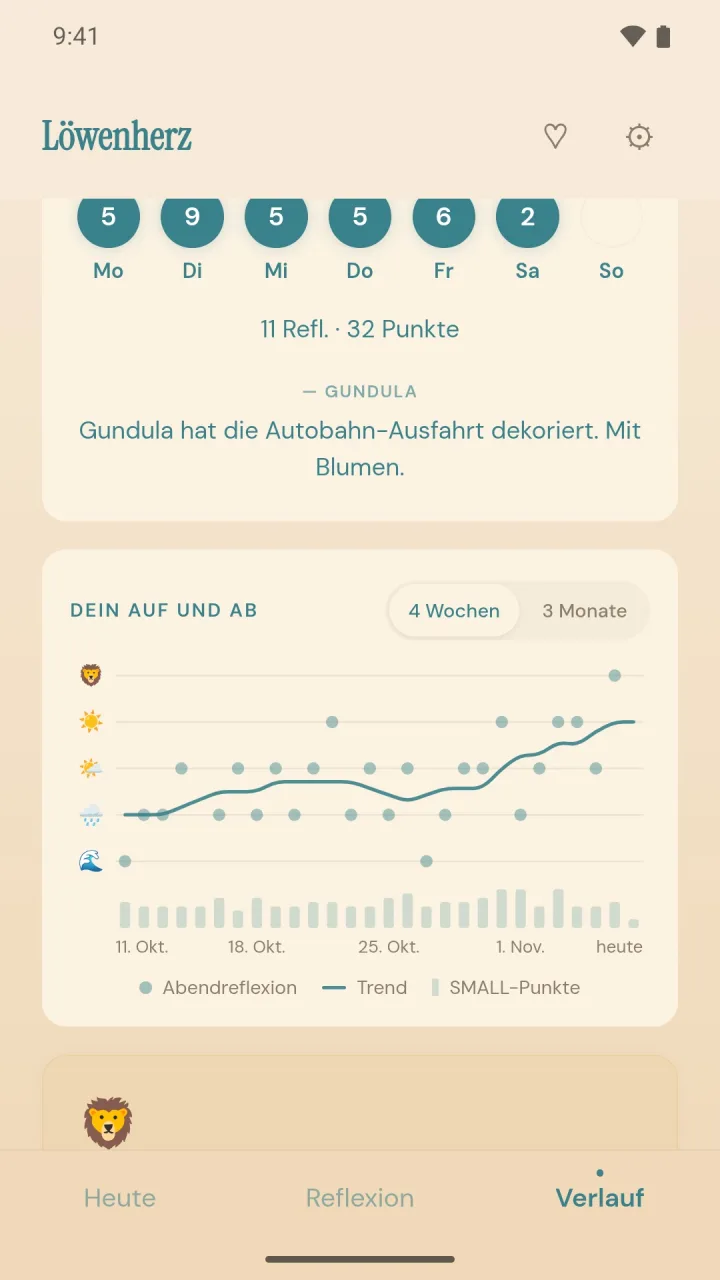 9:41
Löwenherz
5 9 5 5 6 2
Mo Di Mi Do Fr Sa So
11 Refl. · 32 Punkte
— GUNDULA
Gundula hat die Autobahn-Ausfahrt dekoriert. Mit
Blumen.
DEIN AUF UND AB
4 Wochen 3 Monate
11. Okt. 18. Okt. 25. Okt. 1. Nov. heute
Abendreflexion Trend SMALL-Punkte
Heute Reflexion Verlauf